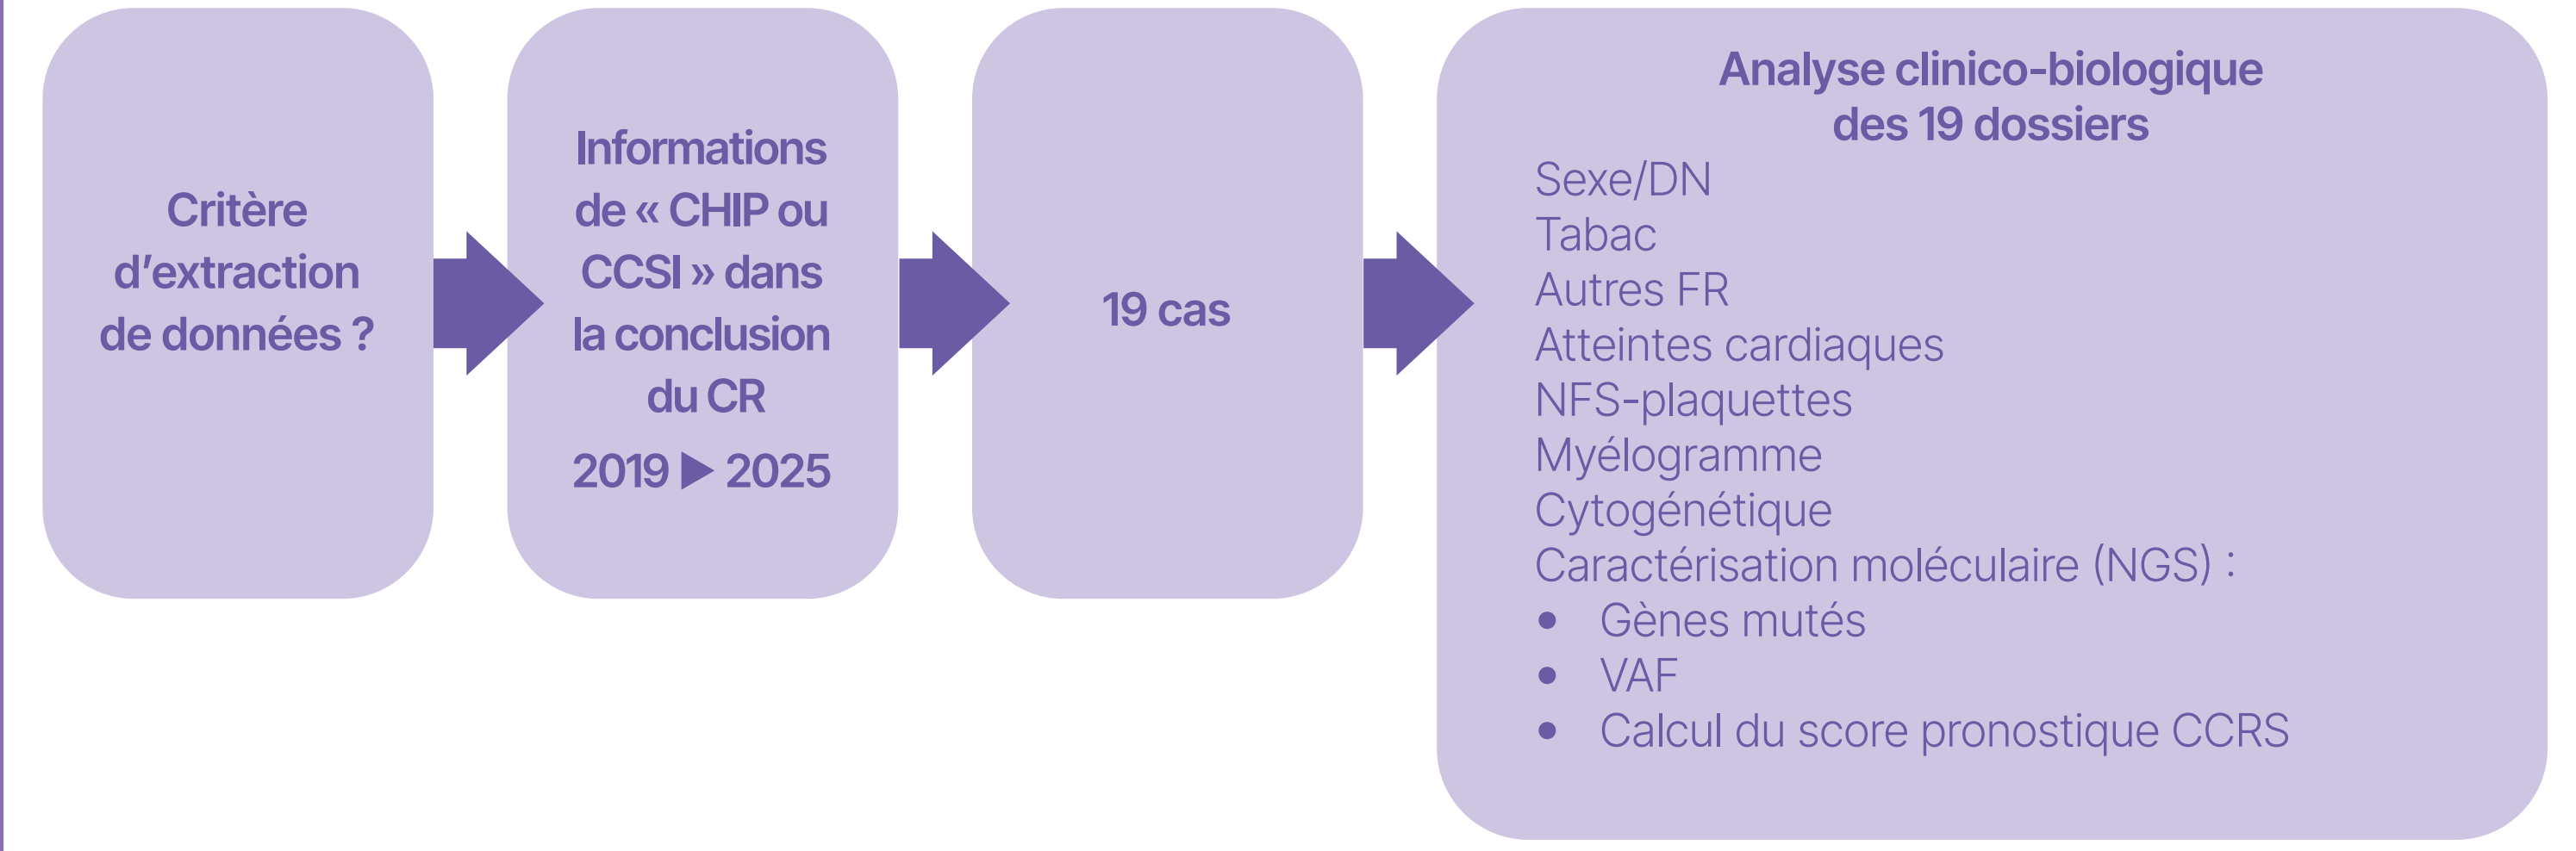 Critère
d’extraction
de données ?
Informations
de « CHIP ou
CCSI » dans
la conclusion
du CR
2019 ▶ 2025
19 cas
Analyse clinico-biologique
des 19 dossiers
Sexe/DN
Tabac
Autres FR
Atteintes cardiaques
NFS-plaquettes
Myélogramme
Cytogénétique
Caractérisation moléculaire (NGS) :
• Gènes mutés
• VAF
• Calcul du score pronostique CCRS